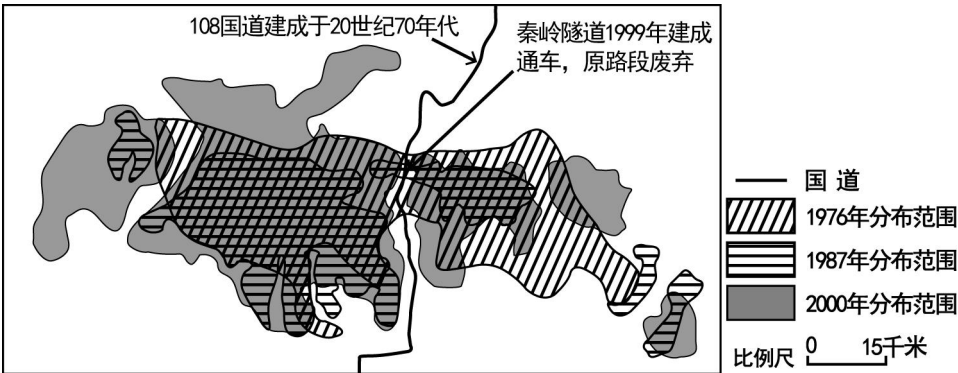 108国道建成于20世纪70年代
秦岭隧道1999年建成
通车，原路段废弃
国道
1976年分布范围
1987年分布范围
2000年分布范围
比例尺 0 15千米